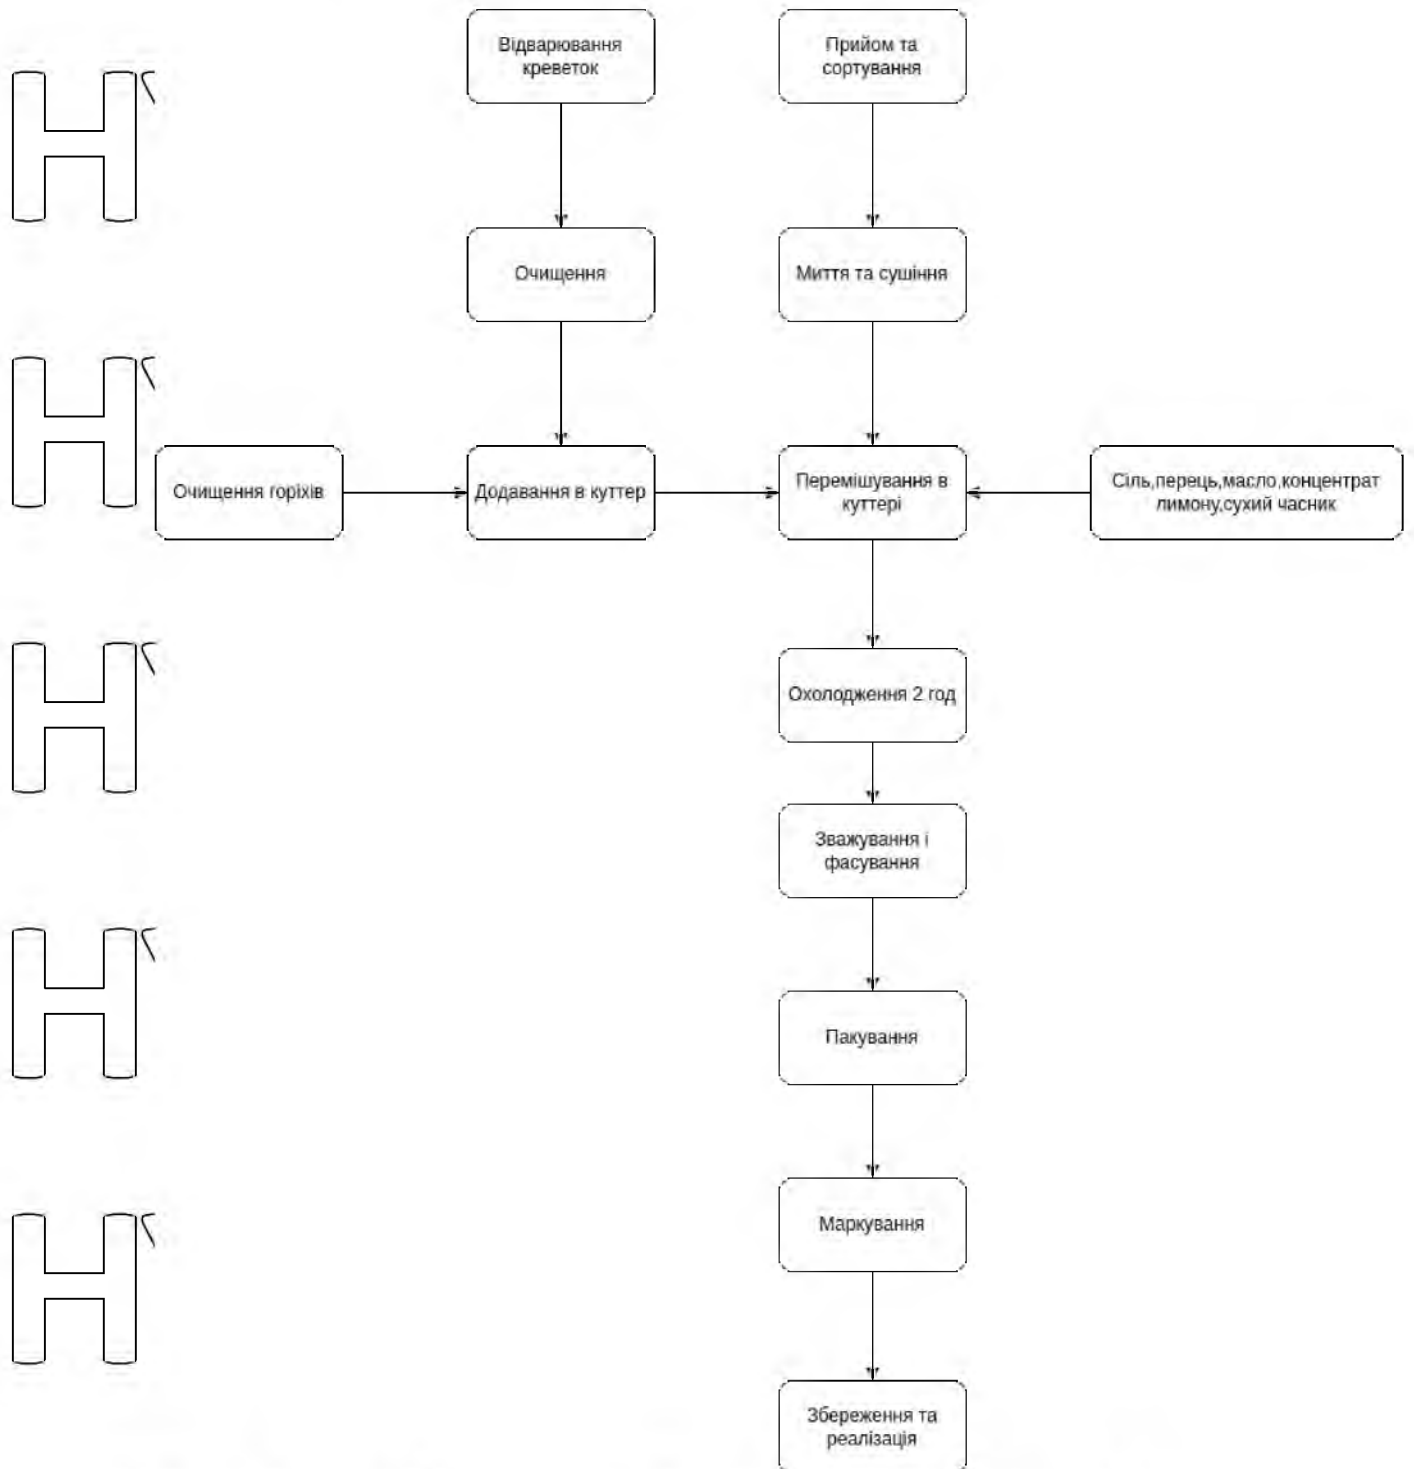 Відварювання
креветок
Прийом та
сортування
Очищення
Миття та сушіння
Очищення горіхів
Додавання в куттер
Перемішування в
куттері
Сіль,перець,масло,концентрат
лимону,сухий часник
Охолодження 2 год
Зважування і
фасування
Пакування
Маркування
Збереження та
реалізація